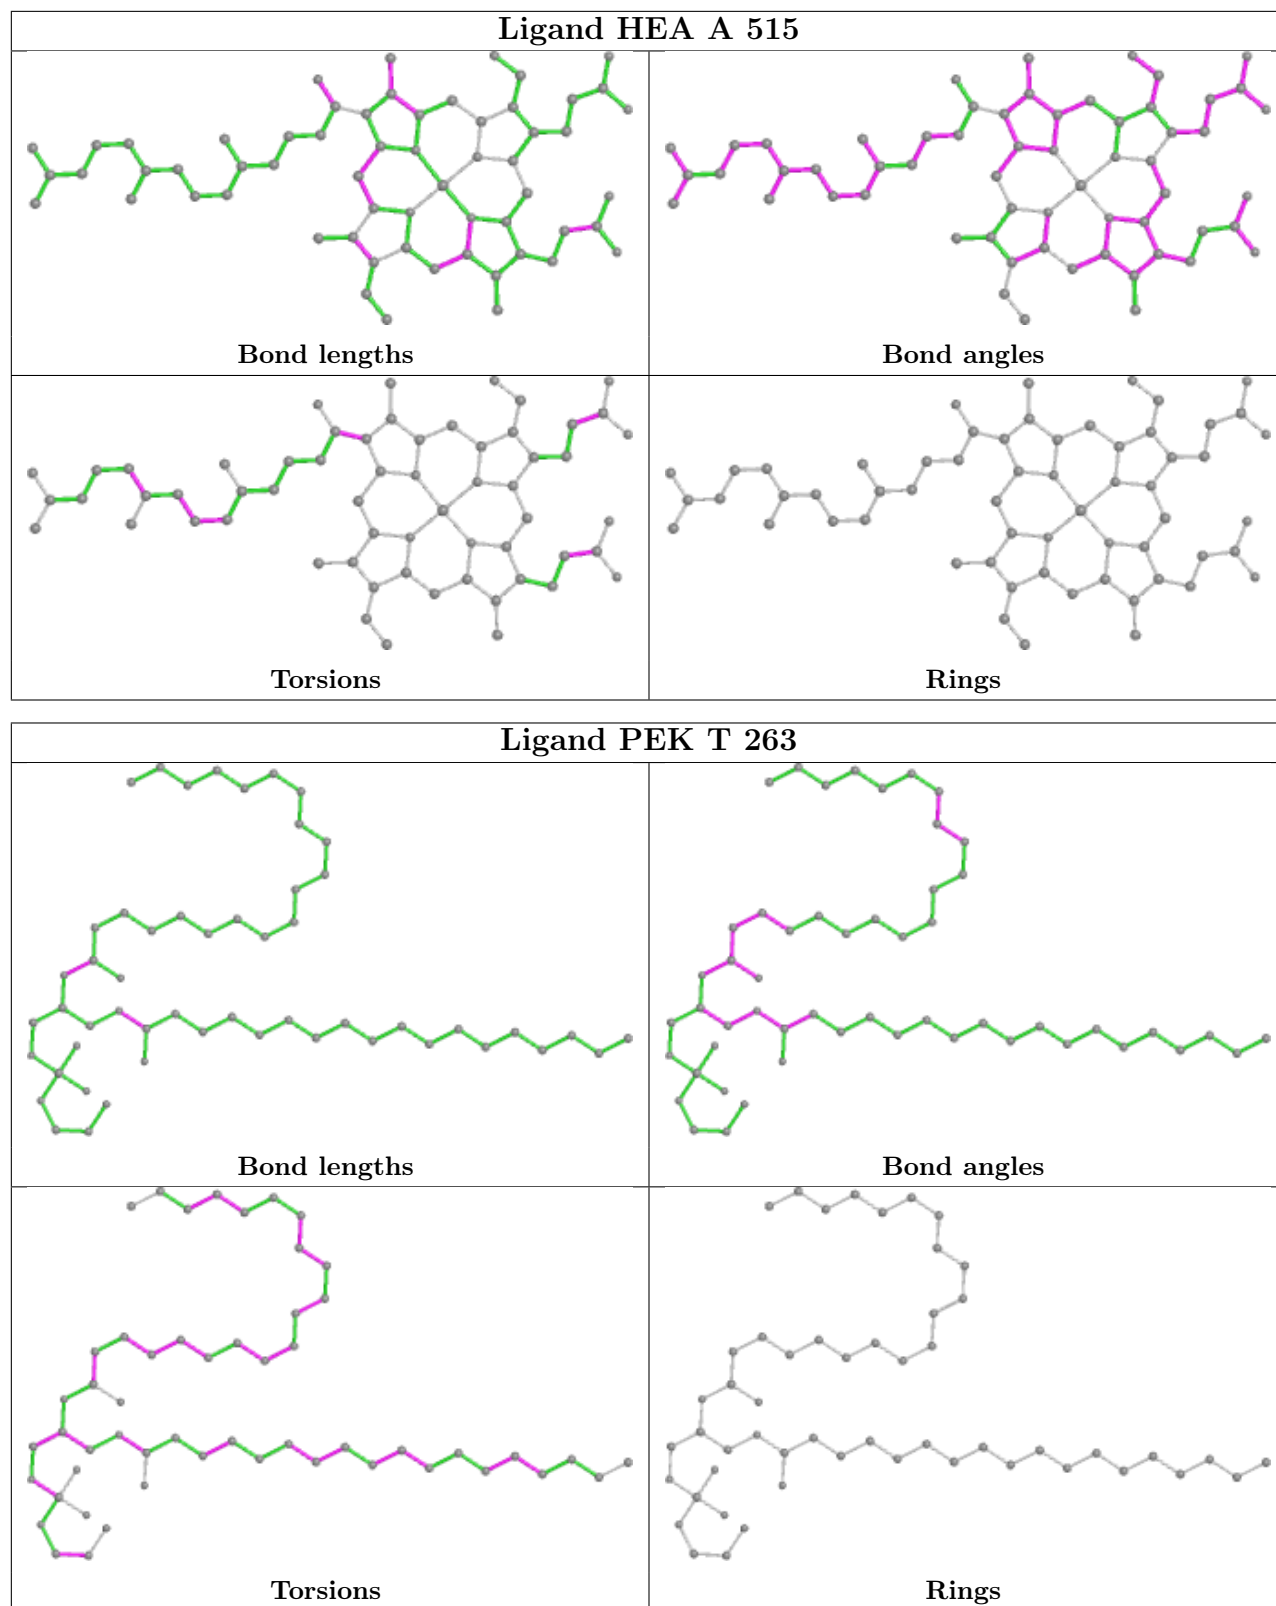 Ligand HEA A 515
Bond lengths
Bond angles
Torsions
Rings
Ligand PEK T 263
Bond lengths
Bond angles
Torsions
Rings